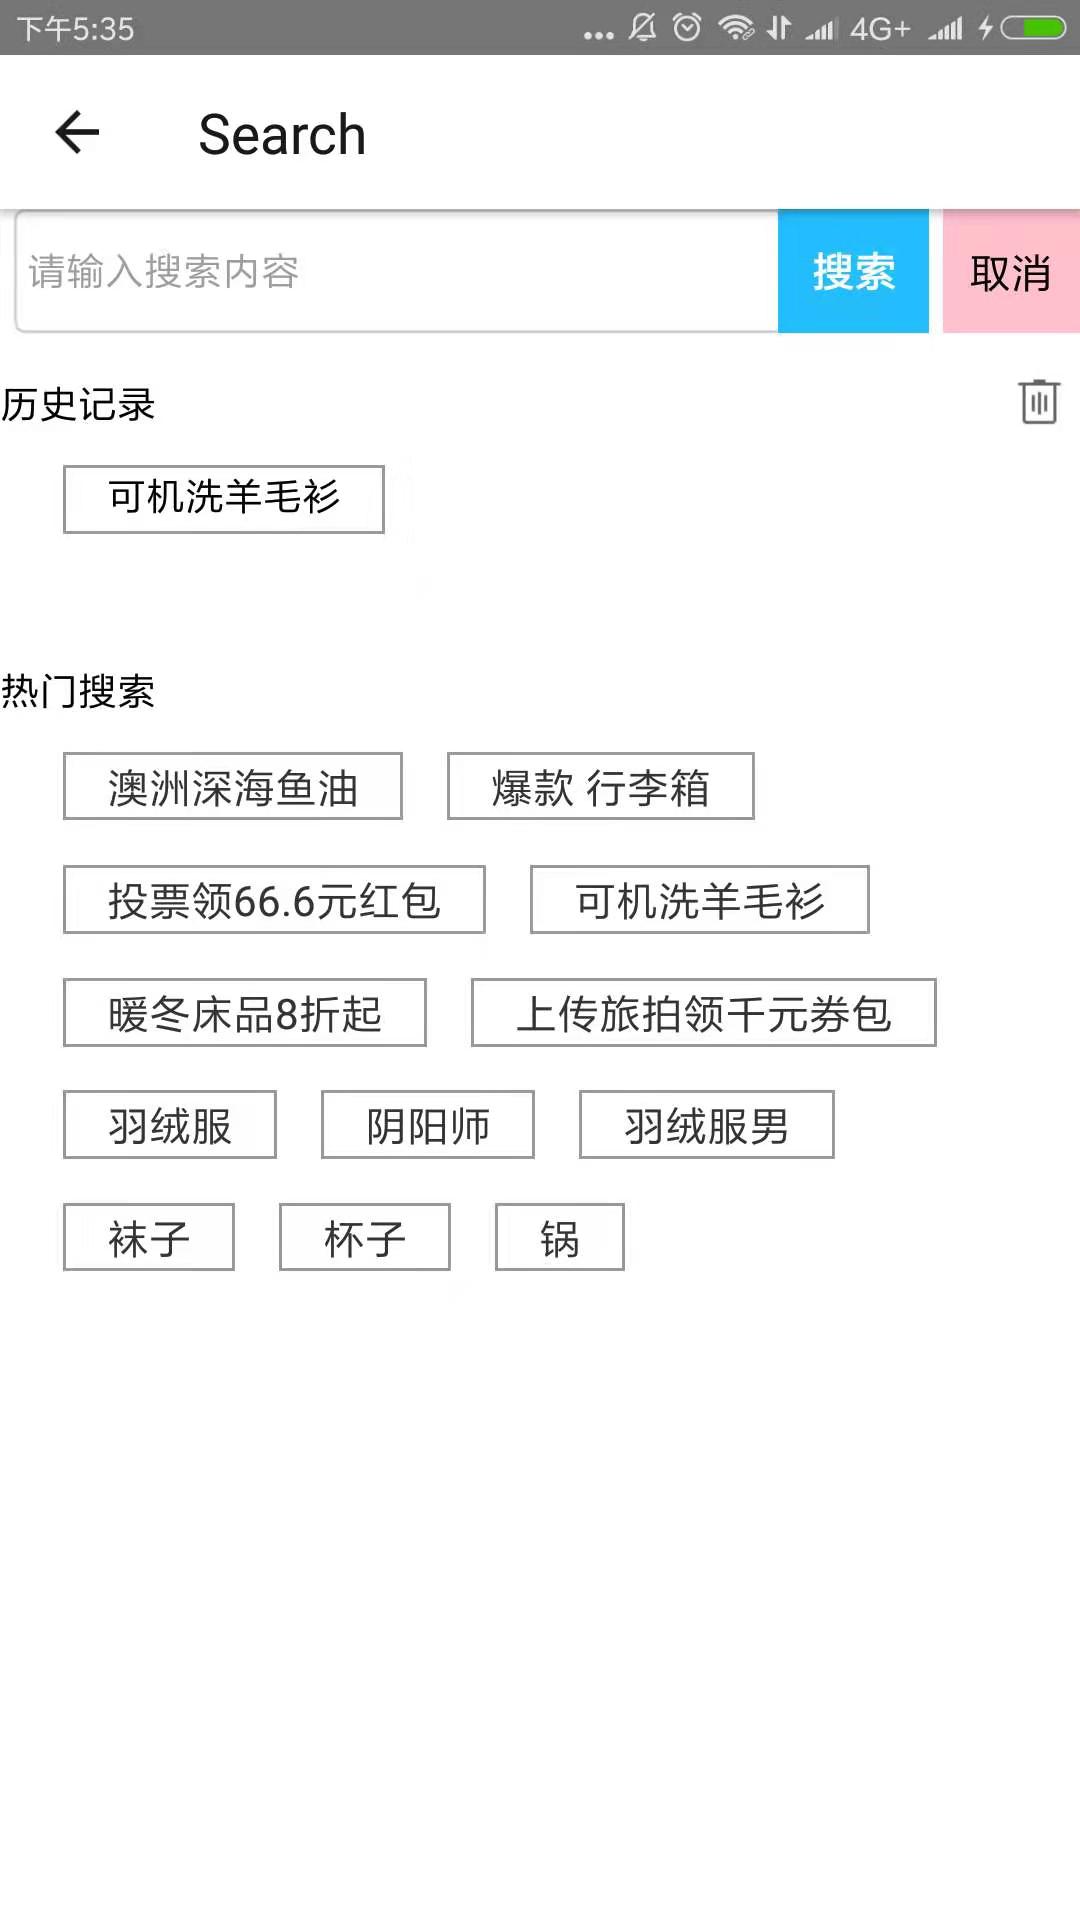 下午5:35 ... 4G+
Search
请输入搜索内容 搜索 取消
历史记录
可机洗羊毛衫
热门搜索
澳洲深海鱼油 爆款 行李箱
投票领66.6元红包 可机洗羊毛衫
暖冬床品8折起 上传旅拍领千元券包
羽绒服 阴阳师 羽绒服男
袜子 杯子 锅